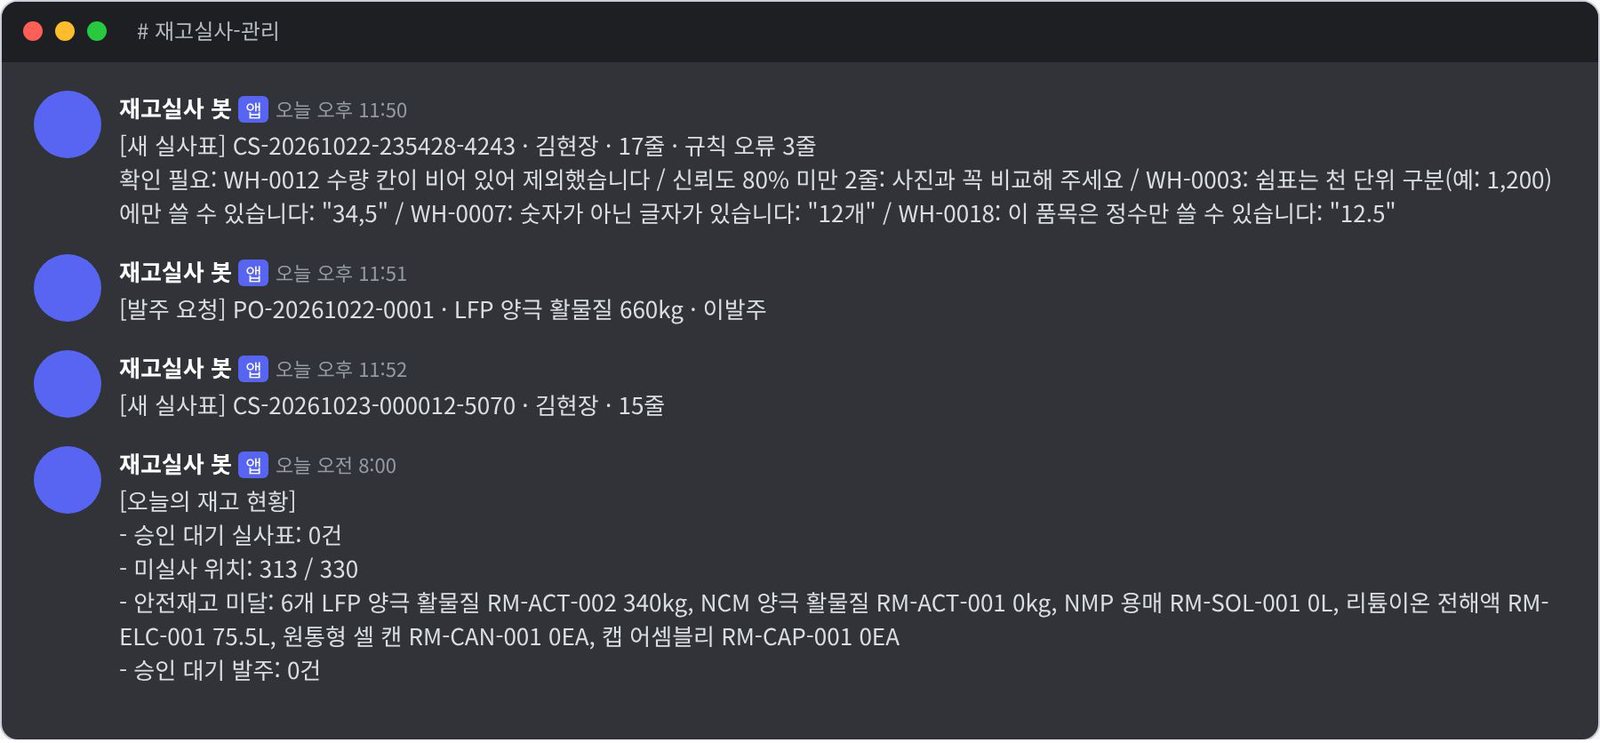 # 재고실사-관리
재고실사 봇 앱 오늘 오후 11:50
[새 실사표] CS-20261022-235428-4243 · 김현장 · 17줄 · 규칙 오류 3줄
확인 필요: WH-0012 수량 칸이 비어 있어 제외했습니다 / 신뢰도 80% 미만 2줄: 사진과 꼭 비교해 주세요 / WH-0003: 쉼표는 천 단위 구분(예: 1,200)
에만 쓸 수 있습니다: "34,5" / WH-0007: 숫자가 아닌 글자가 있습니다: "12개" / WH-0018: 이 품목은 정수만 쓸 수 있습니다: "12.5"
재고실사 봇 앱 오늘 오후 11:51
[발주 요청] PO-20261022-0001 · LFP 양극 활물질 660kg · 이발주
재고실사 봇 앱 오늘 오후 11:52
[새 실사표] CS-20261023-000012-5070 · 김현장 · 15줄
재고실사 봇 앱 오늘 오전 8:00
[오늘의 재고 현황]
- 승인 대기 실사표: 0건
- 미실사 위치: 313 / 330
- 안전재고 미달: 6개 LFP 양극 활물질 RM-ACT-002 340kg, NCM 양극 활물질 RM-ACT-001 0kg, NMP 용매 RM-SOL-001 0L, 리튬이온 전해액 RM-
ELC-001 75.5L, 원통형 셀 캔 RM-CAN-001 0EA, 캡 어셈블리 RM-CAP-001 0EA
- 승인 대기 발주: 0건